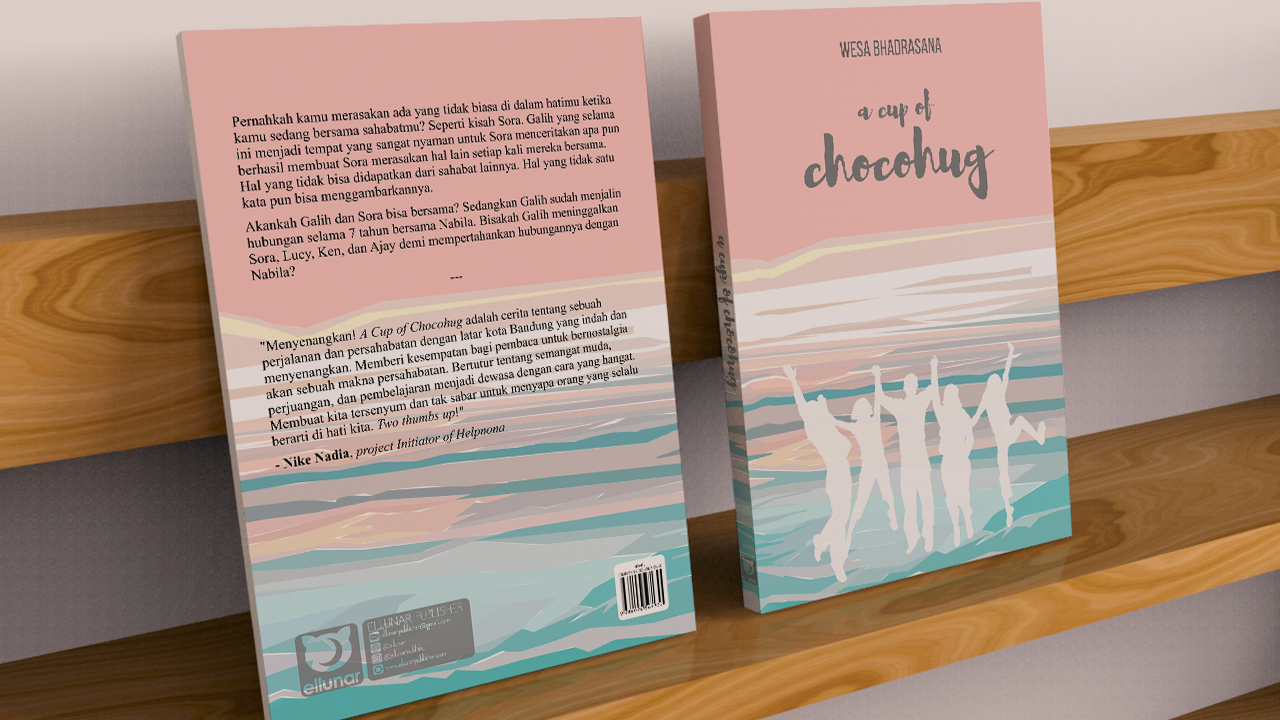 Pernahkah kamu merasakan ada yang tidak biasa di dalam hatimu ketika
kamu sedang bersama sahabatmu? Seperti kisah Sora. Galih yang selama
ini menjadi tempat yang sangat nyaman untuk Sora menceritakan apa pun
berhasil membuat Sora merasakan hal lain setiap kali mereka bersama.
Hal yang tidak bisa didapatkan dari sahabat lainnya. Hal yang tidak satu
kata pun bisa menggambarkannya.
Akankah Galih dan Sora bisa bersama? Sedangkan Galih sudah menjalin
hubungan selama 7 tahun bersama Nabila. Bisakah Galih meninggalkan
Sora, Lucy, Ken, dan Ajay demi mempertahankan hubungannya dengan
Nabila?
---
"Menyenangkan! A Cup of Chocohug adalah cerita tentang sebuah
perjalanan dan persahabatan dengan latar kota Bandung yang indah dan
menyenangkan. Memberi kesempatan bagi pembaca untuk bernostalgia
akan sebuah makna persahabatan. Bertutur tentang semangat muda,
perjuangan, dan pembelajaran menjadi dewasa dengan cara yang hangat.
Membuat kita tersenyum dan tak sabar untuk menyapa orang yang selalu
berarti di hati kita. Two thumbs up!"
- Nike Nadia, project Initiator of Helpnona
ellunar
ELLUNAR PUBLISHER
WESA BHADRASANA
a cup of
chocohug
a cup of chocohug